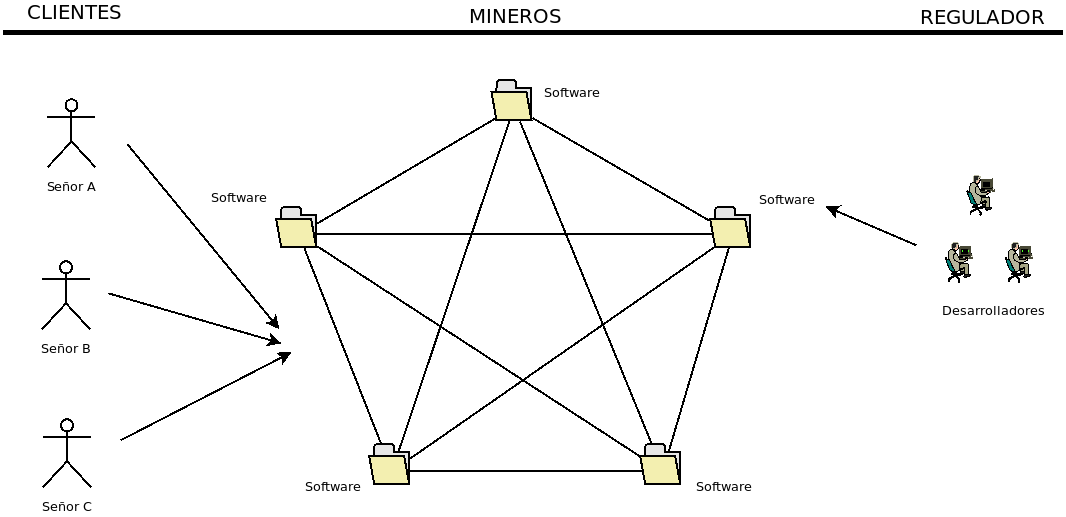 CLIENTES
MINEROS
REGULADOR
Software
Señor A
Software
Software
Desarrolladores
Señor B
Software
Software
Señor C